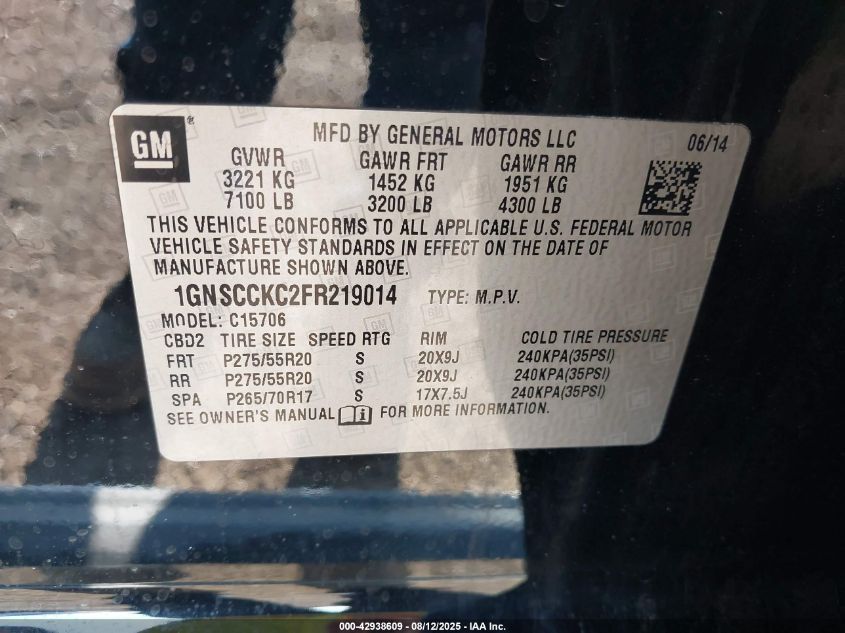 GM ®
MFD BY GENERAL MOTORS LLC 06/14
GVWR GAWR FRT GAWR RR
3221 KG 1452 KG 1951 KG
7100 LB 3200 LB 4300 LB
THIS VEHICLE CONFORMS TO ALL APPLICABLE U.S. FEDERAL MOTOR
VEHICLE SAFETY STANDARDS IN EFFECT ON THE DATE OF
MANUFACTURE SHOWN ABOVE.
1GNSCCKC2FR219014 TYPE: M.P.V.
MODEL: C15706
CBD2 TIRE SIZE SPEED RTG RIM COLD TIRE PRESSURE
FRT P275/55R20 S 20X9J 240KPA(35PSI)
RR P275/55R20 S 20X9J 240KPA(35PSI)
SPA P265/70R17 S 17X7.5J 240KPA(35PSI)
SEE OWNER'S MANUAL FOR MORE INFORMATION.
000-42938609 - 08/12/2025 - IAA Inc.